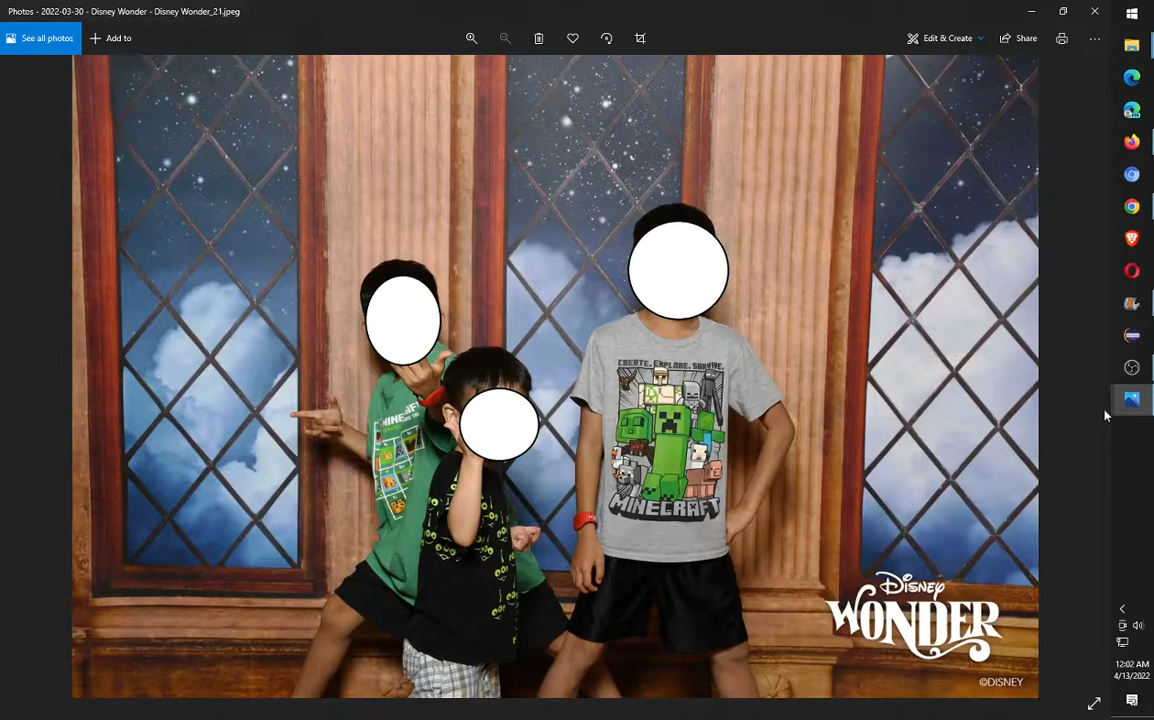 Photos - 2022-03-30 - Disney Wonder - Disney Wonder_21.jpeg
See all photos
Add to
Edit & Create
Share
CREATE. EXPLORE. SURVIVE.
MINECRAFT
MINECRAFT
Disney
WONDER
©DISNEY
12:02 AM
4/13/2022